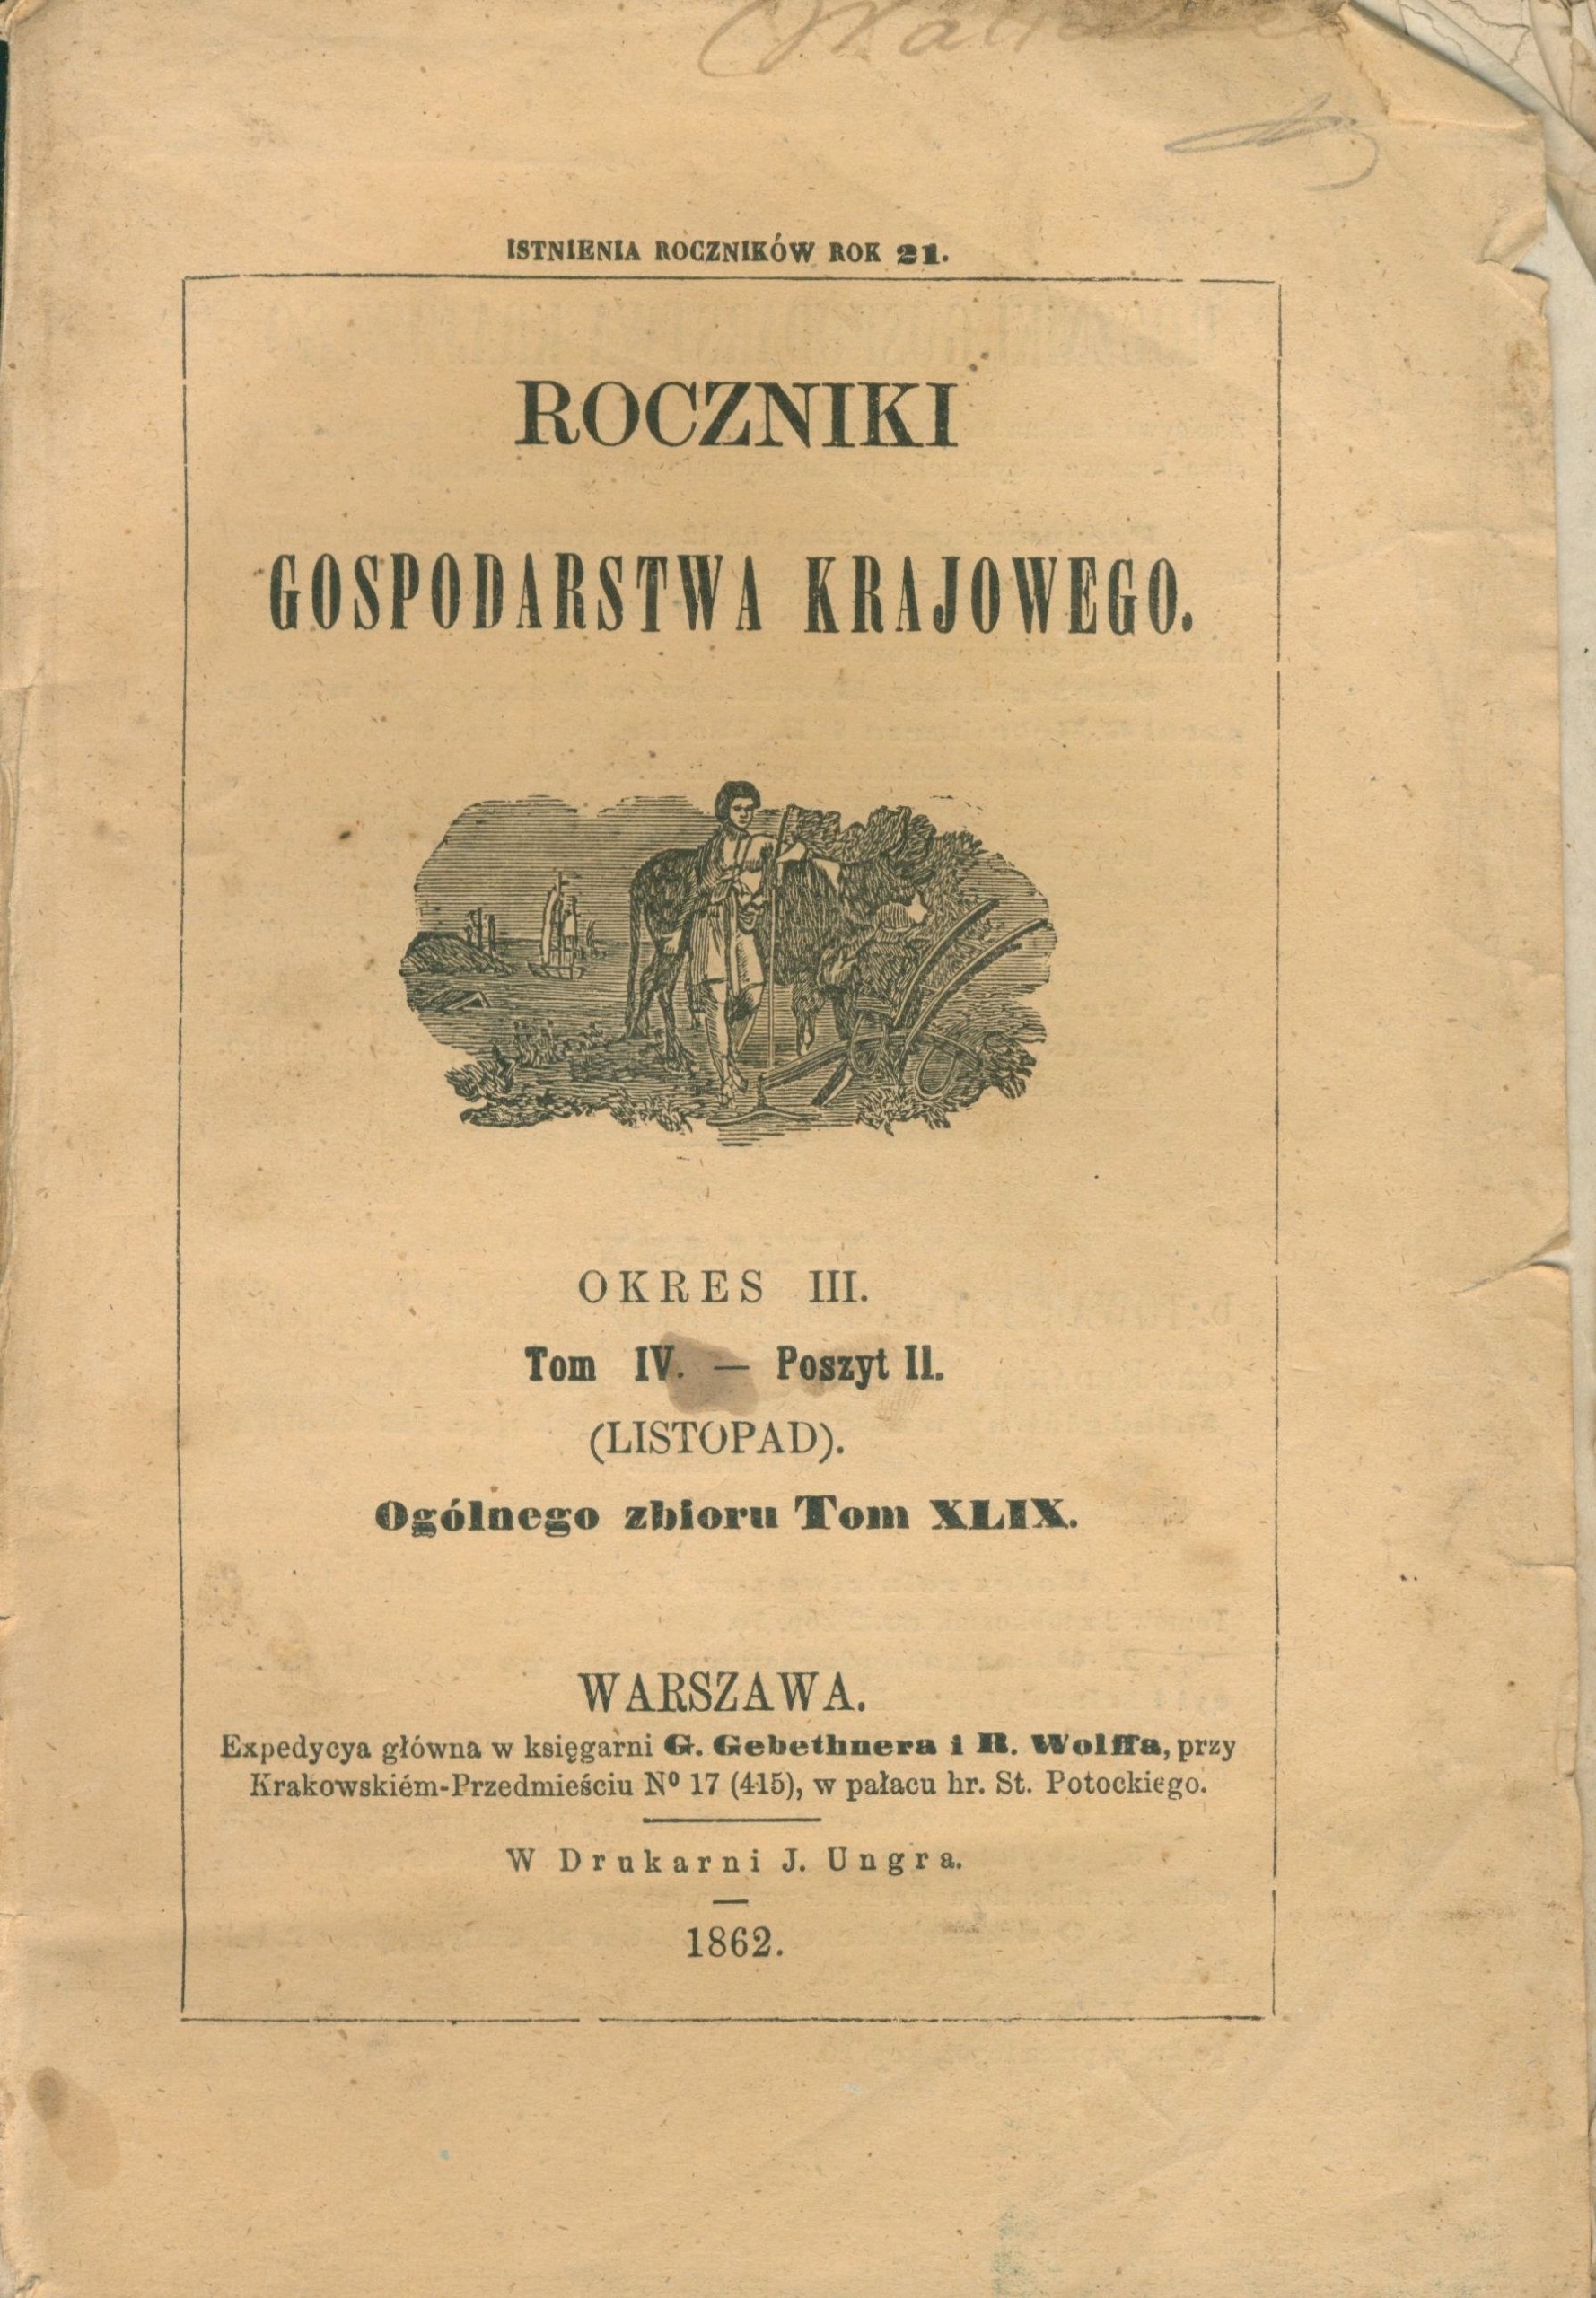 ISTNIENIA ROCZNIKÓW ROK 21.
ROCZNIKI
GOSPODARSTWA KRAJOWEGO.
OKRES III.
Tom IV. — Poszyt II.
(LISTOPAD).
Ogólnego zbioru Tom XLIX.
WARSZAWA.
Expedycya główna w księgarni G. Gebethnera i R. Wolffa, przy
Krakowskiém-Przedmieściu Nº 17 (415), w pałacu hr. St. Potockiego.
W Drukarni J. Ungra.
1862.